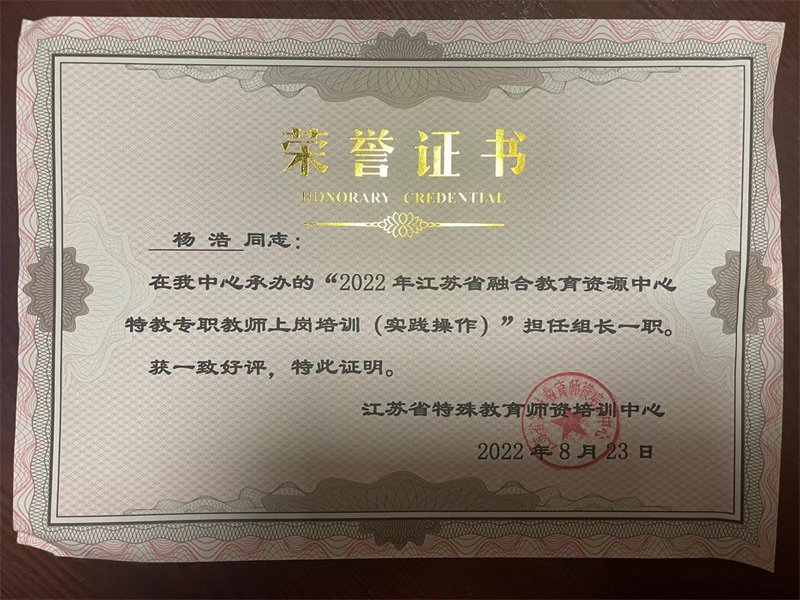 荣誉证书
HONORARY CREDENTIAL
杨 浩 同志：
在我中心承办的“2022 年江苏省融合教育资源中心
特教专职教师上岗培训（实践操作）”担任组长一职。
获一致好评，特此证明。
江苏省特殊教育师资培训中心
2022 年 8 月 23 日